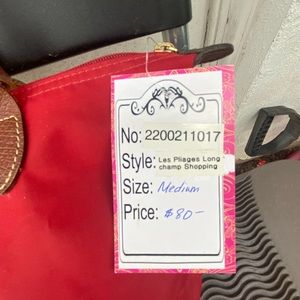 No: 2200211017
Style: Les Pliages Long
champ Shopping
Size: Medium
Price: $80-